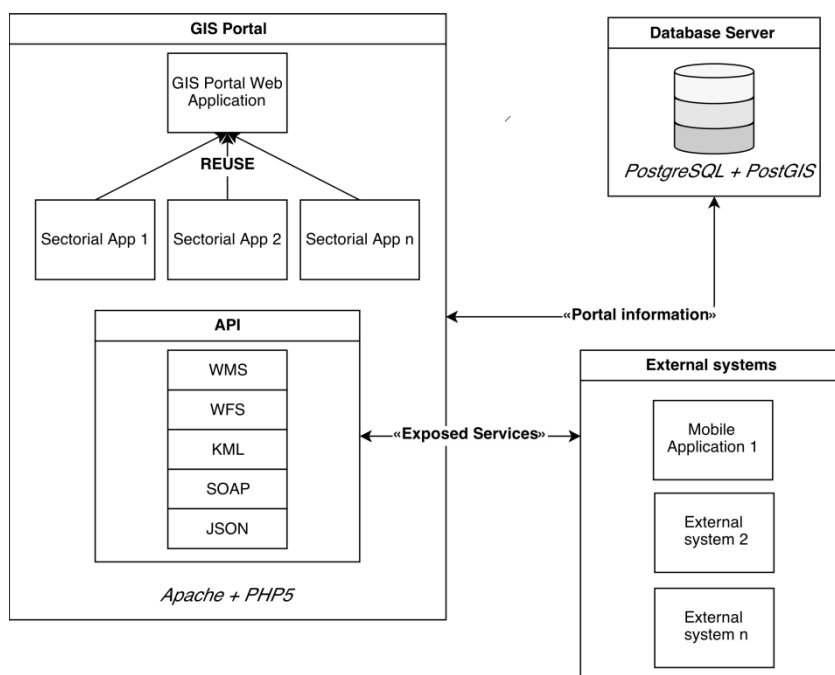 GIS Portal
GIS Portal Web
Application
REUSE
Sectorial App 1
Sectorial App 2
Sectorial App n
API
WMS
WFS
KML
SOAP
JSON
Apache + PHP5
Database Server
PostgreSQL + PostGIS
«Portal information»
«Exposed Services»
External systems
Mobile
Application 1
External
system 2
External
system n